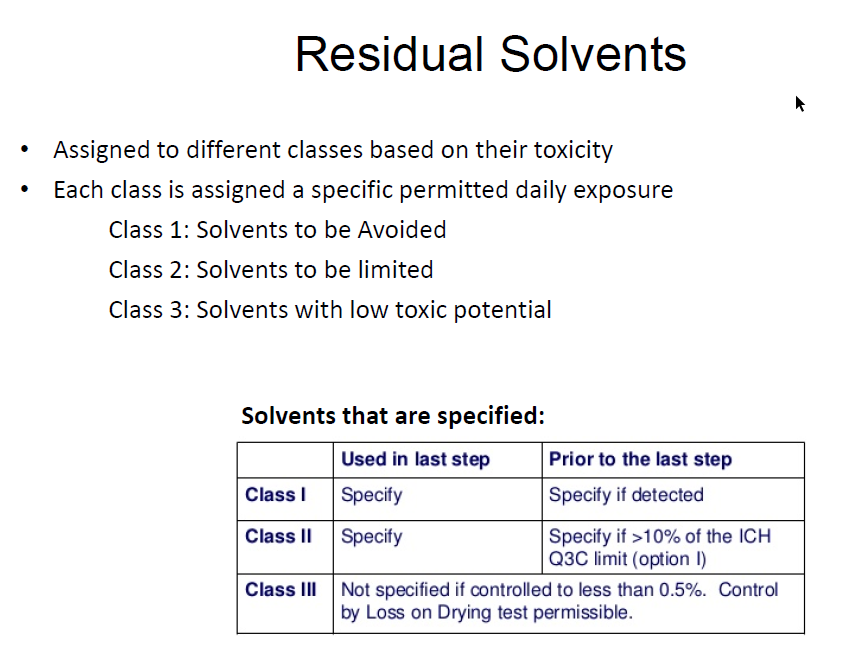 Residual Solvents
• Assigned to different classes based on their toxicity
• Each class is assigned a specific permitted daily exposure
Class 1: Solvents to be Avoided
Class 2: Solvents to be limited
Class 3: Solvents with low toxic potential
Solvents that are specified:
Used in last step Prior to the last step
Class I Specify Specify if detected
Class II Specify Specify if >10% of the ICH
Q3C limit (option I)
Class III Not specified if controlled to less than 0.5%. Control
by Loss on Drying test permissible.